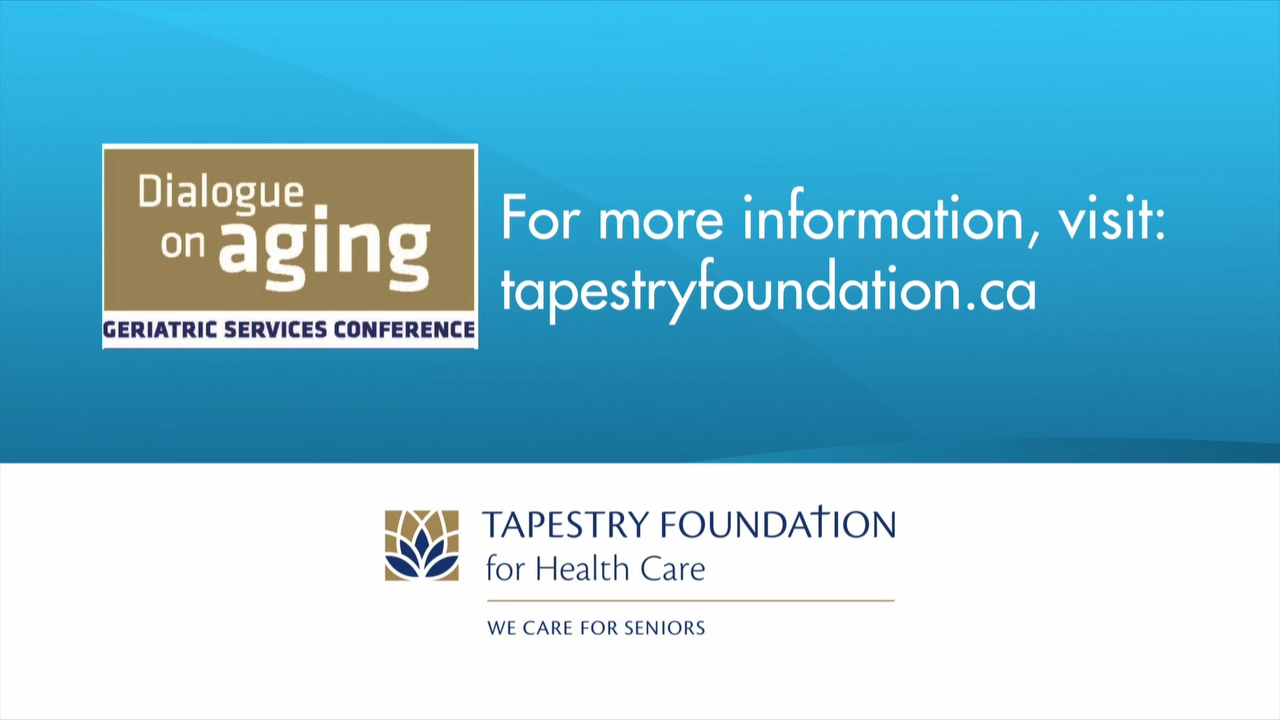 Dialogue
on aging
GERIATRIC SERVICES CONFERENCE
For more information, visit:
tapestryfoundation.ca
TAPESTRY FOUNDATION
for Health Care
WE CARE FOR SENIORS